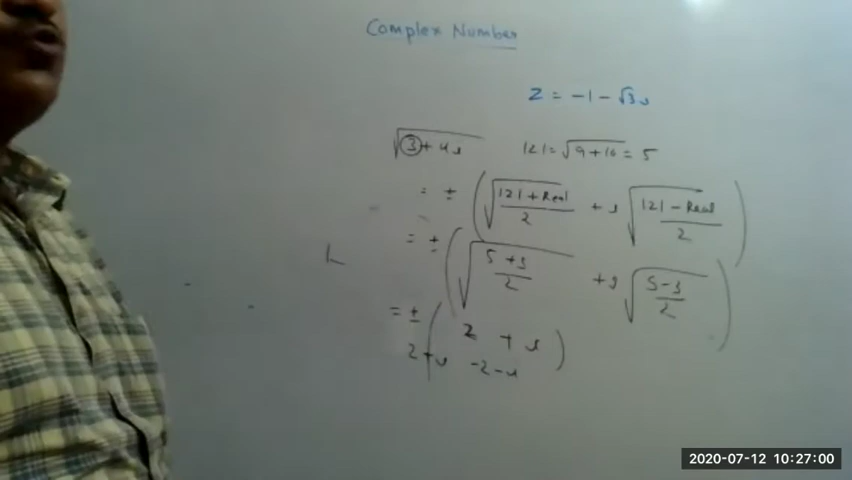 Complex Number
z = -1 - √3 i
√(3 + 4i) |z| = √(9 + 16) = 5
= ± ( √((|z| + Real)/2) + i √((|z| - Real)/2) )
= ± ( √((5 + 3)/2) + i √((5 - 3)/2) )
= ± ( 2 + i )
2 + i -2 - i
2020-07-12 10:27:00